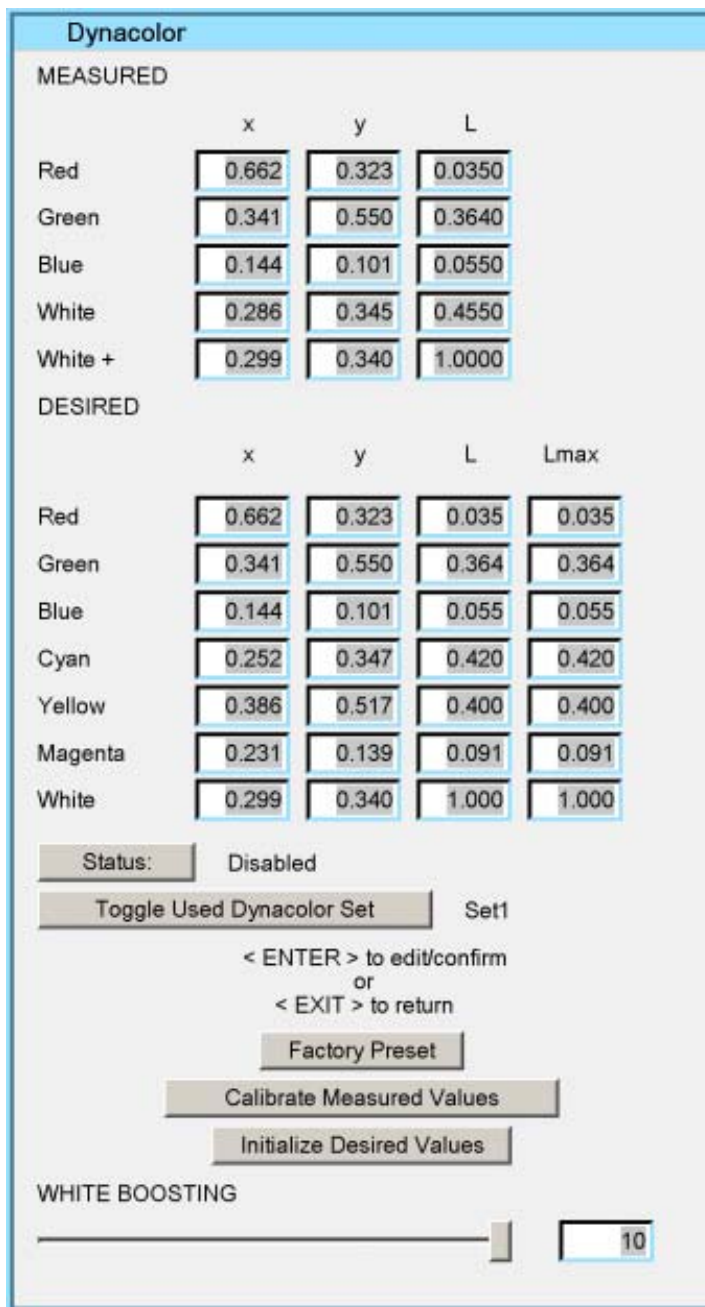 Dynacolor
MEASURED
x y L
Red 0.662 0.323 0.0350
Green 0.341 0.550 0.3640
Blue 0.144 0.101 0.0550
White 0.286 0.345 0.4550
White + 0.299 0.340 1.0000
DESIRED
x y L Lmax
Red 0.662 0.323 0.035 0.035
Green 0.341 0.550 0.364 0.364
Blue 0.144 0.101 0.055 0.055
Cyan 0.252 0.347 0.420 0.420
Yellow 0.386 0.517 0.400 0.400
Magenta 0.231 0.139 0.091 0.091
White 0.299 0.340 1.000 1.000
Status: Disabled
Toggle Used Dynacolor Set Set1
< ENTER > to edit/confirm
or
< EXIT > to return
Factory Preset
Calibrate Measured Values
Initialize Desired Values
WHITE BOOSTING
10